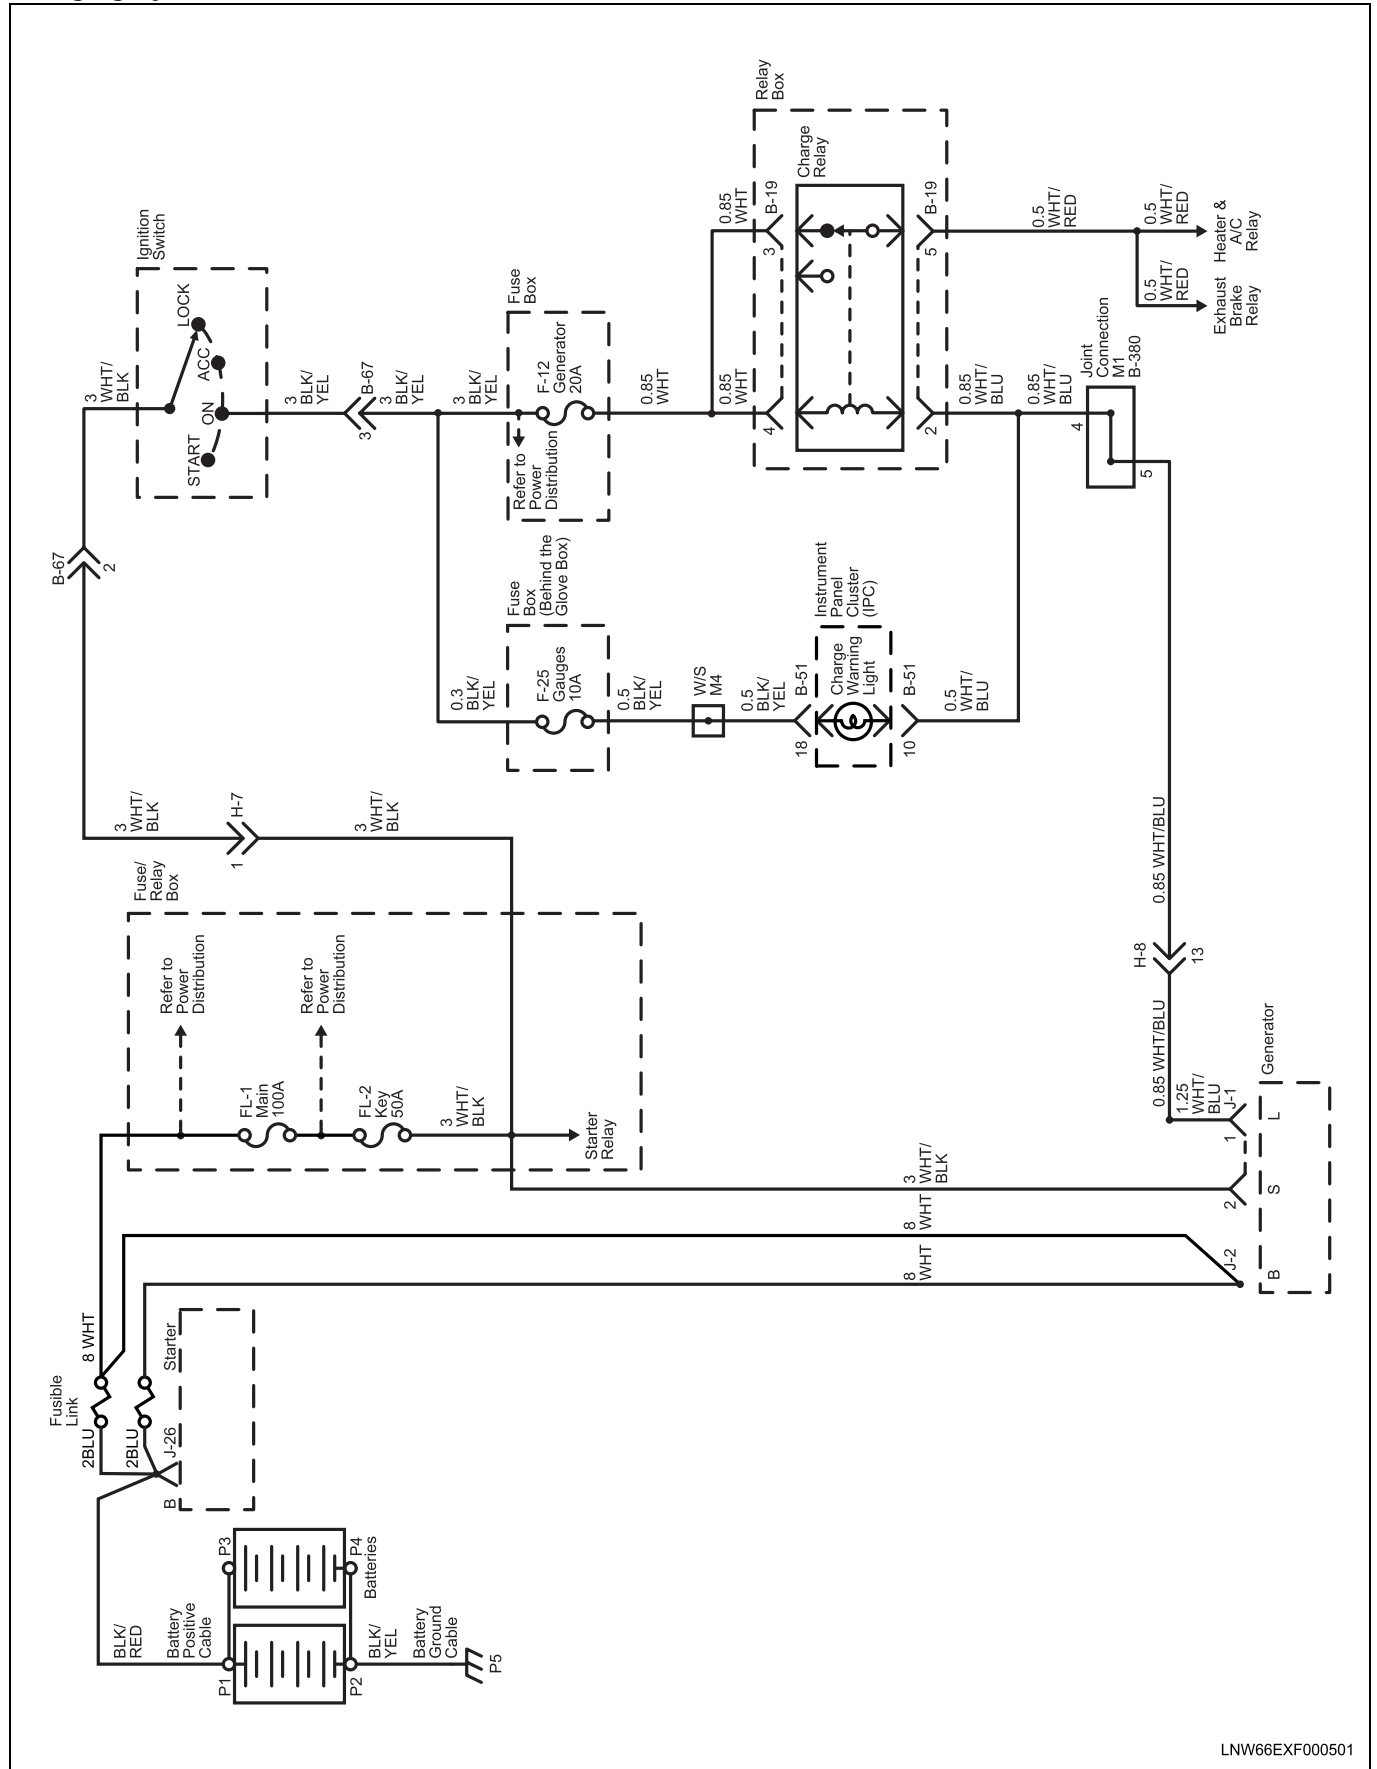 Relay
Box
Charge
Relay
0.85
WHT
B-19
3
B-19
5
0.5
WHT/
RED
0.5
WHT/
RED
Heater &
A/C
Relay
0.5
WHT/
RED
Exhaust
Brake
Relay
Ignition
Switch
LOCK
ACC
ON
START
3
WHT/
BLK
3
BLK/
YEL
B-67
3
3
BLK/
YEL
3
BLK/
YEL
Fuse
Box
F-12
Generator
20A
Refer to
Power
Distribution
0.85
WHT
0.85
WHT
4
2
0.85
WHT/
BLU
0.85
WHT/
BLU
Joint
Connection
M1
B-380
4
5
B-67
2
Fuse
Box
(Behind the
Glove Box)
0.3
BLK/
YEL
F-25
Gauges
10A
0.5
BLK/
YEL
W/S
M4
0.5
BLK/
YEL
B-51
18
Instrument
Panel
Cluster
(IPC)
Charge
Warning
Light
B-51
10
0.5
WHT/
BLU
3
WHT/
BLK
H-7
1
3
WHT/
BLK
Fuse/
Relay
Box
Refer to
Power
Distribution
Refer to
Power
Distribution
FL-1
Main
100A
FL-2
Key
50A
3
WHT/
BLK
Starter
Relay
0.85 WHT/BLU
H-8
13
0.85 WHT/BLU
1.25
WHT/
BLU
J-1
1
L
Generator
3
WHT/
BLK
2
S
8
WHT
8
WHT
J-2
B
8 WHT
Fusible
Link
2BLU
2BLU
Starter
J-26
B
P3
P4
Batteries
BLK/
RED
Battery
Positive
Cable
P1
P2
BLK/
YEL
Battery
Ground
Cable
P5
LNW66EXF000501